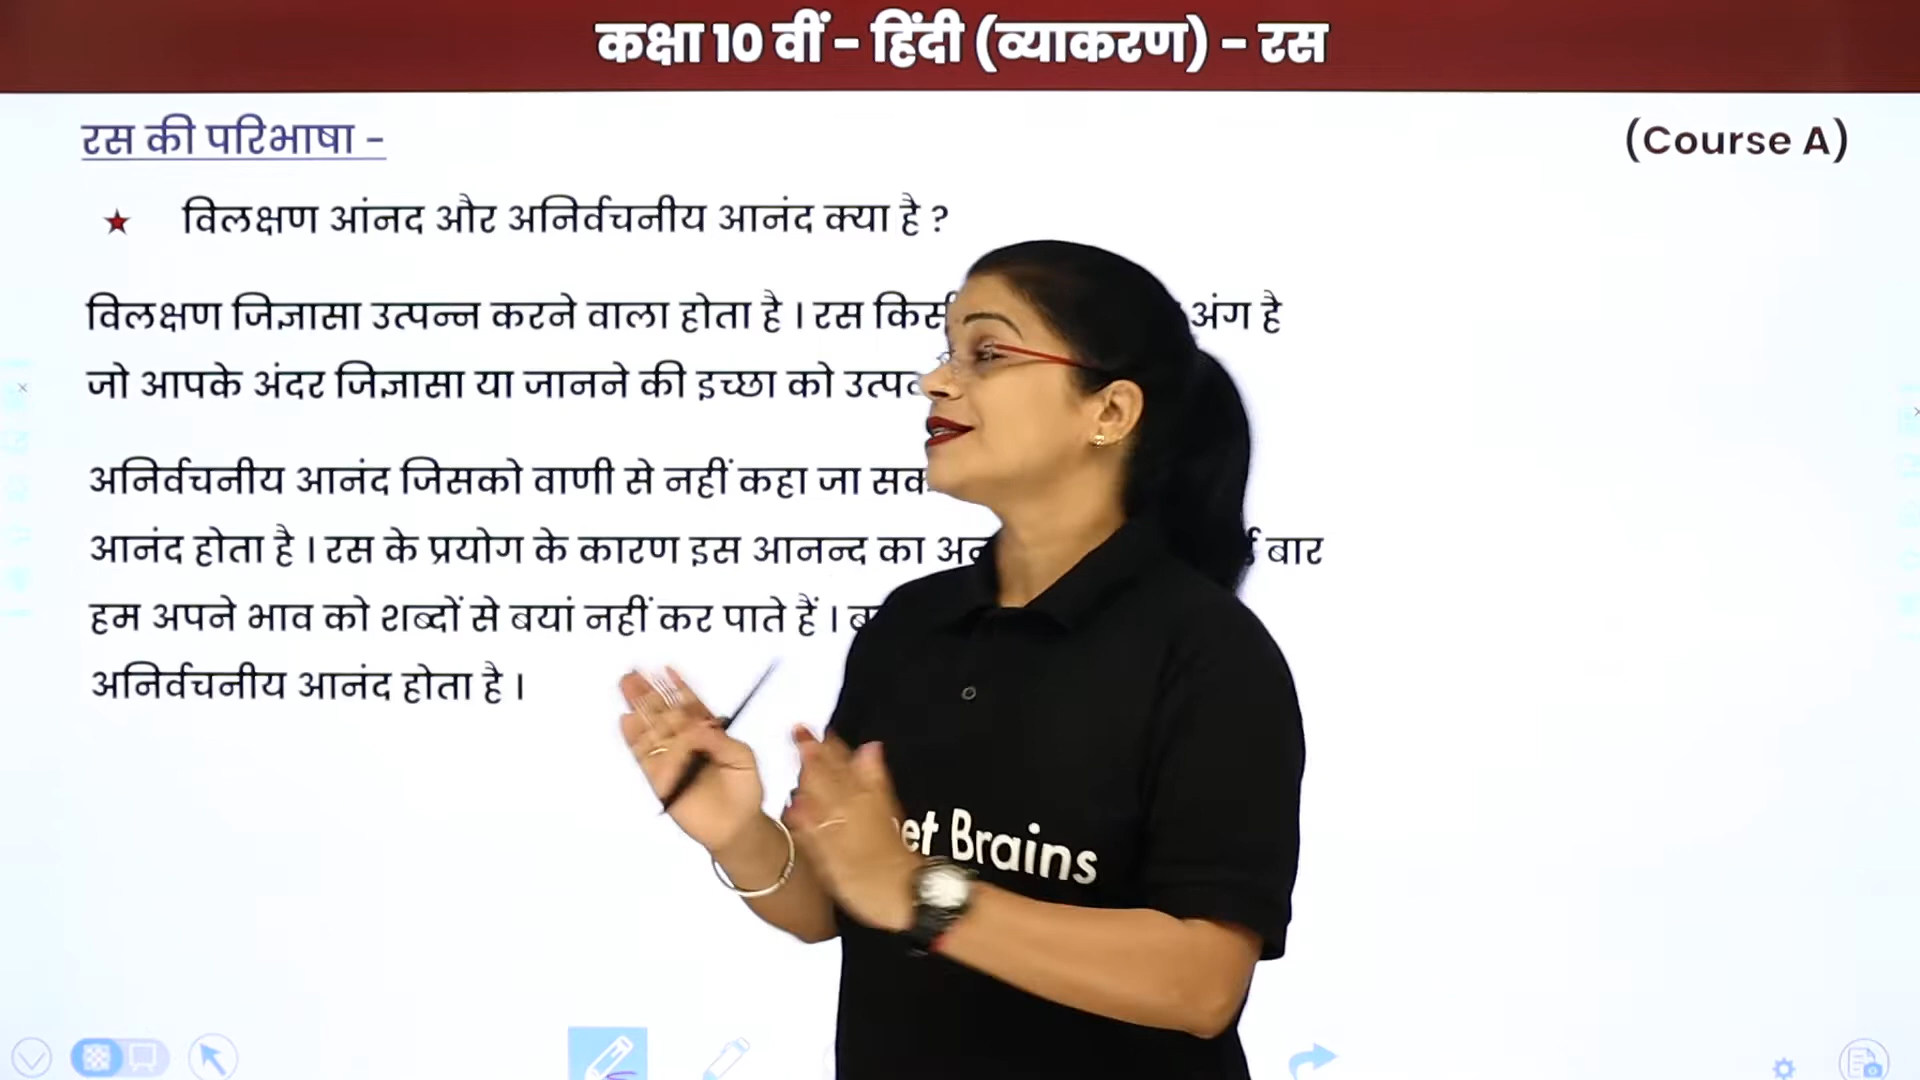 कक्षा 10 वीं - हिंदी (व्याकरण) - रस
रस की परिभाषा -
(Course A)
★ विलक्षण आंनद और अनिर्वचनीय आनंद क्या है ?
विलक्षण जिज्ञासा उत्पन्न करने वाला होता है । रस अंग है
जो आपके अंदर जिज्ञासा या जानने की इच्छा को
अनिर्वचनीय आनंद जिसको वाणी से नहीं कहा जा
आनंद होता है । रस के प्रयोग के कारण इस आनन्द का बार
हम अपने भाव को शब्दों से बयां नहीं कर पाते हैं ।
अनिर्वचनीय आनंद होता है ।
Brains